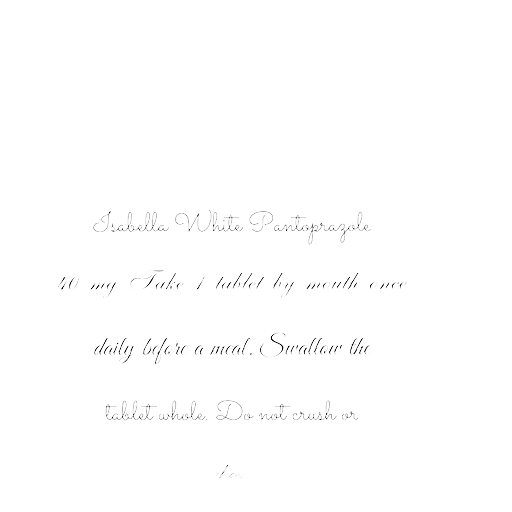 Isabella White Pantoprazole
40 mg Take 1 tablet by mouth once
daily before a meal. Swallow the
tablet whole. Do not crush or